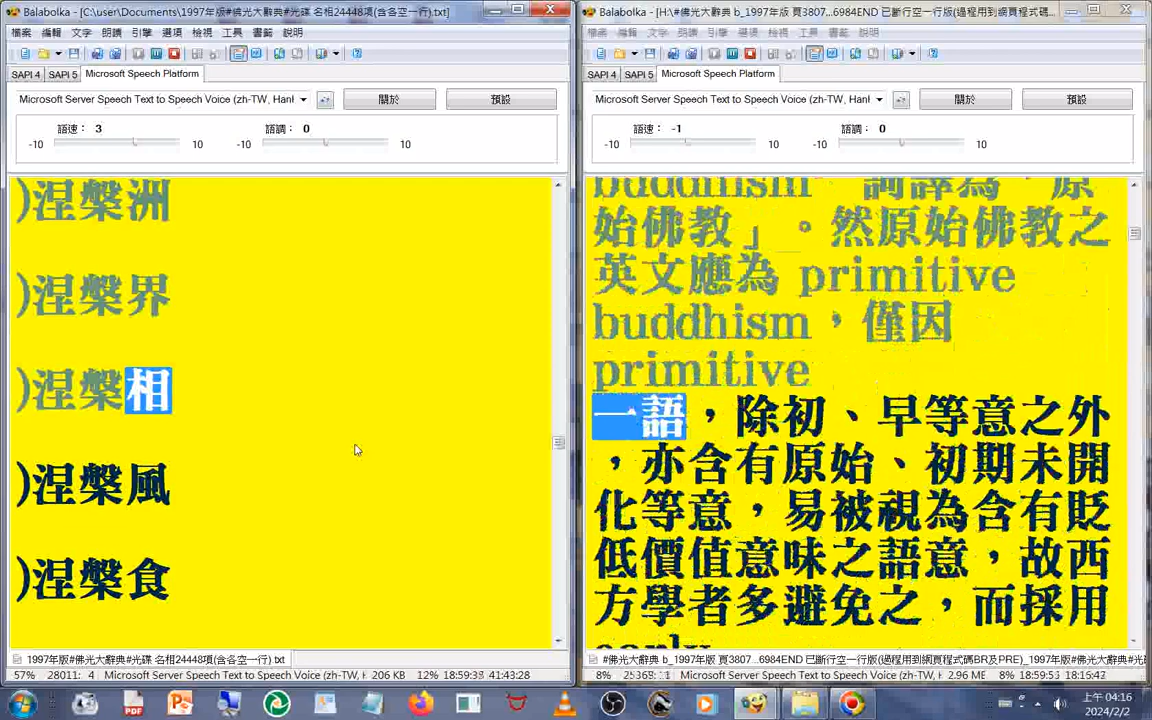 Balabolka - [C:\user\Documents\1997年版#佛光大辭典#光碟 名相24448項(含各空一行).txt]
檔案 編輯 文字 朗讀 引擎 選項 檢視 工具 書籤 說明
SAPI 4 SAPI 5 Microsoft Speech Platform
Microsoft Server Speech Text to Speech Voice (zh-TW, Hanl
關於 預設
語速: 3 語調: 0
-10 10 -10 10
)涅槃洲
)涅槃界
)涅槃相
)涅槃風
)涅槃食
1997年版#佛光大辭典#光碟 名相24448項(含各空一行).txt
57% 28011: 4 Microsoft Server Speech Text to Speech Voice (zh-TW, H 206 KB 12% 18:59:33 41:43:28
Balabolka - [H:\#佛光大辭典 b_1997年版 頁3807...6984END 已斷行空一行版(過程用到網頁程式碼...
檔案 編輯 文字 朗讀 引擎 選項 檢視 工具 書籤 說明
SAPI 4 SAPI 5 Microsoft Speech Platform
Microsoft Server Speech Text to Speech Voice (zh-TW, Hanl
關於 預設
語速: -1 語調: 0
-10 10 -10 10
buddhism 一詞譯為「原
始佛教」。然原始佛教之
英文應為 primitive
buddhism,僅因
primitive
一語,除初、早等意之外
,亦含有原始、初期未開
化等意,易被視為含有貶
低價值意味之語意,故西
方學者多避免之,而採用
early
#佛光大辭典 b_1997年版 頁3807...6984END 已斷行空一行版(過程用到網頁程式碼BR及PRE)_1997年版#光
8% Microsoft Server Speech Text to Speech Voice (zh-TW, H 2.96 ME 8% 18:59:53
上午 04:16
2024/2/2